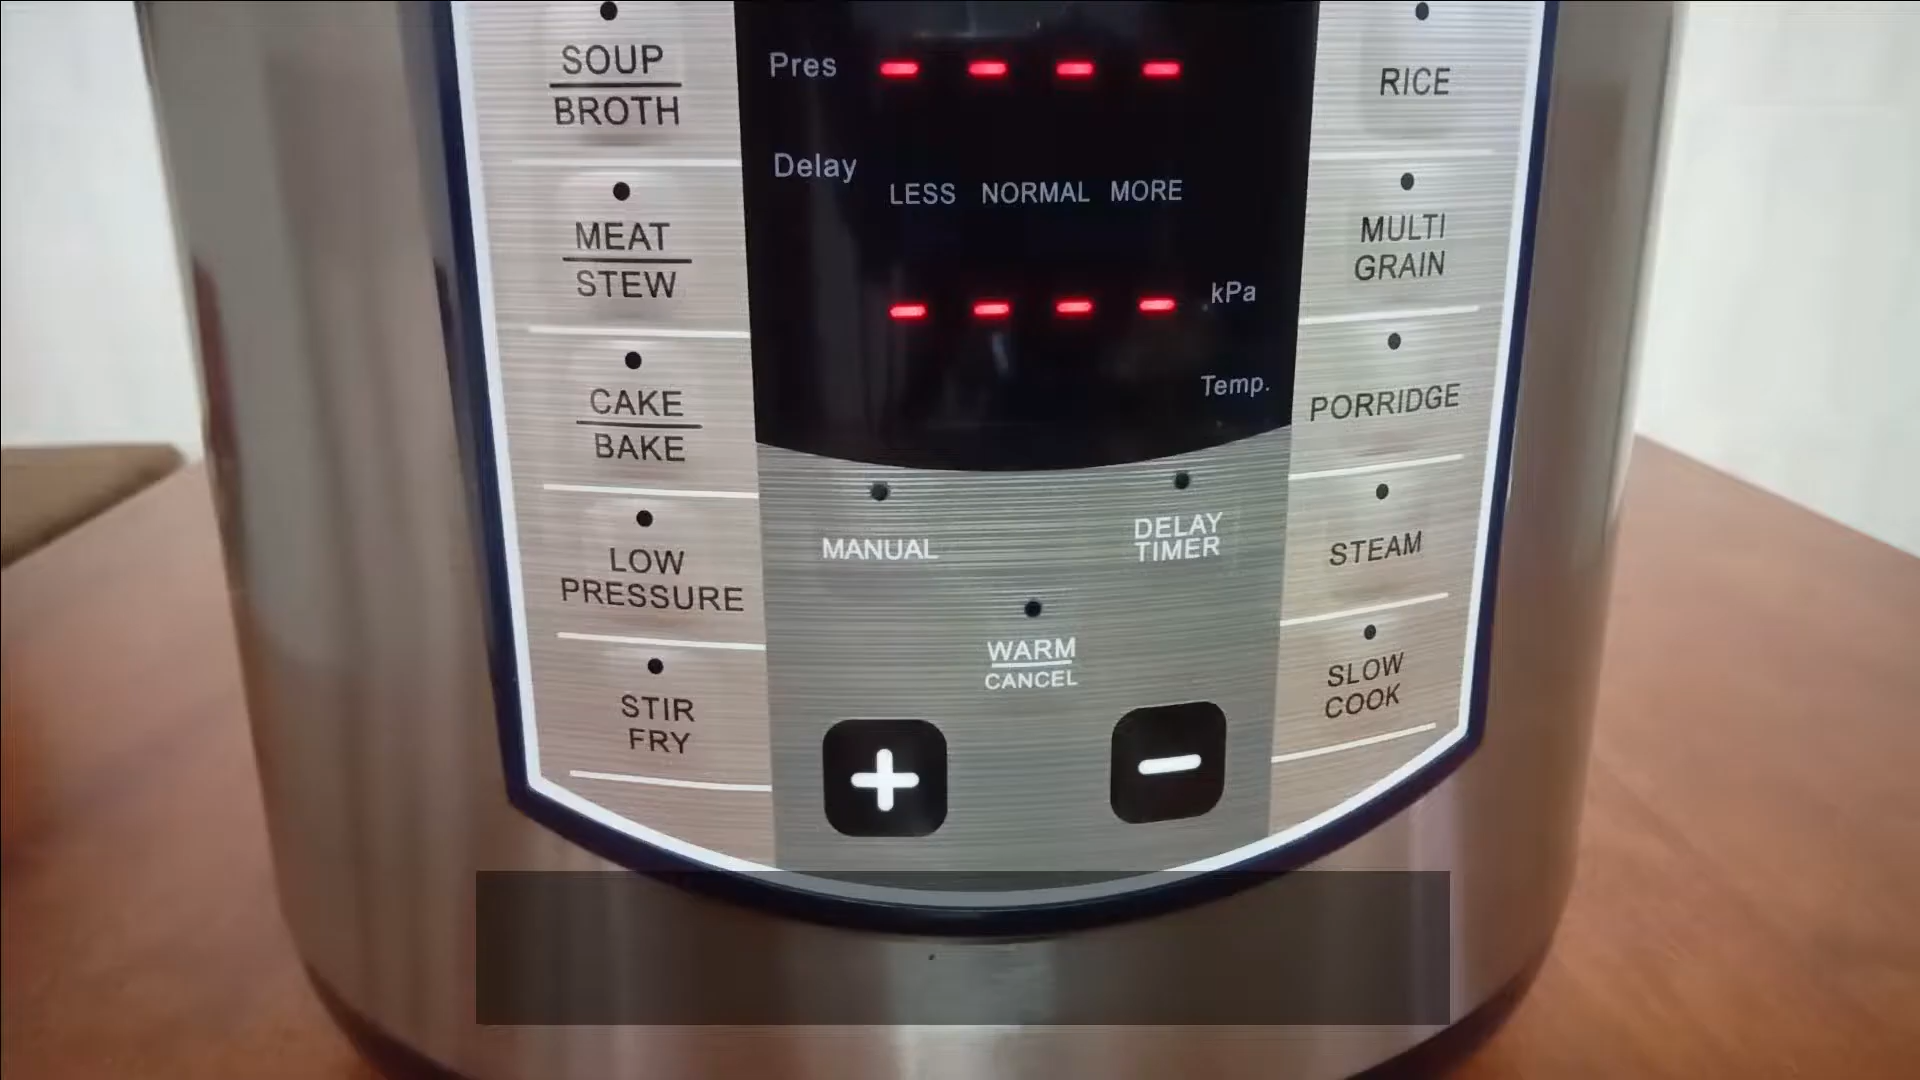 SOUP
BROTH
MEAT
STEW
CAKE
BAKE
LOW
PRESSURE
STIR
FRY
Pres - - - -
Delay
LESS NORMAL MORE
- - - - kPa
Temp.
MANUAL
DELAY
TIMER
WARM
CANCEL
+ -
RICE
MULTI
GRAIN
PORRIDGE
STEAM
SLOW
COOK